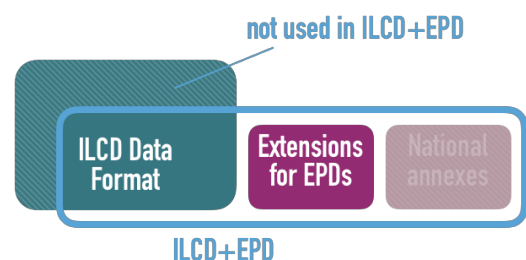 not used in ILCD+EPD
ILCD Data
Format
Extensions
for EPDs
National
annexes
ILCD+EPD